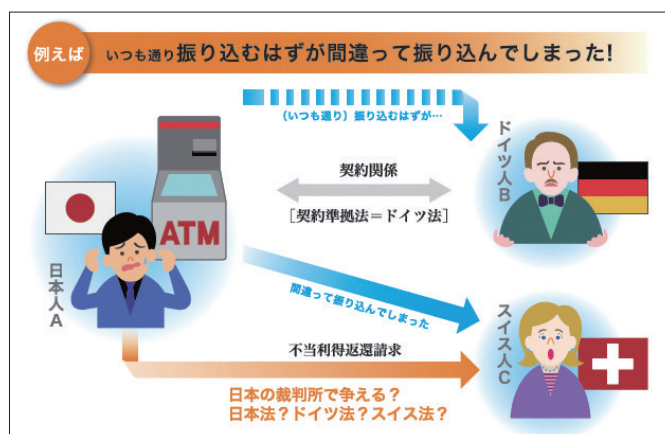 例えば
いつも通り振り込むはずが間違って振り込んでしまった!
(いつも通り)振り込むはずが…
ドイツ人B
契約関係
[契約準拠法=ドイツ法]
ATM
日本人A
間違って振り込んでしまった
スイス人C
不当利得返還請求
日本の裁判所で争える?
日本法?ドイツ法?スイス法?